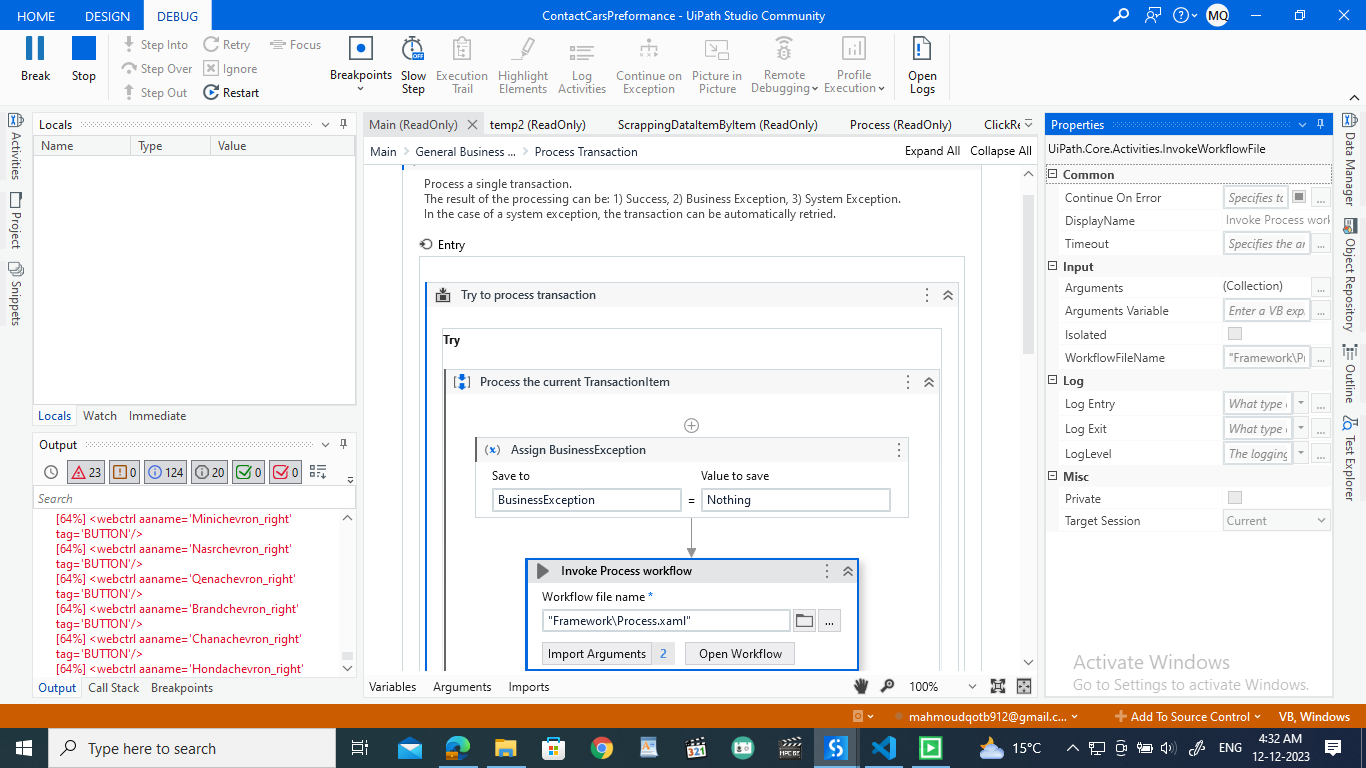 HOME DESIGN DEBUG
ContactCarsPreformance - UiPath Studio Community
MQ
Break
Stop
Step Into
Step Over
Step Out
Retry
Ignore
Restart
Focus
Breakpoints
Slow Step
Execution Trail
Highlight Elements
Log Activities
Continue on Exception
Picture in Picture
Remote Debugging
Profile Execution
Open Logs
Activities
Project
Snippets
Locals
Name Type Value
Locals Watch Immediate
Output
23 0 124 20 0 0
Search
[64%] <webctrl aaname='Minichevron_right'
tag='BUTTON'/>
[64%] <webctrl aaname='Nasrchevron_right'
tag='BUTTON'/>
[64%] <webctrl aaname='Qenachevron_right'
tag='BUTTON'/>
[64%] <webctrl aaname='Brandchevron_right'
tag='BUTTON'/>
[64%] <webctrl aaname='Chanachevron_right'
tag='BUTTON'/>
[64%] <webctrl aaname='Hondachevron_right'
Output Call Stack Breakpoints
Main (ReadOnly) temp2 (ReadOnly) ScrappingDataItemByItem (ReadOnly) Process (ReadOnly) ClickRe
Main General Business ... Process Transaction
Expand All Collapse All
Process a single transaction.
The result of the processing can be: 1) Success, 2) Business Exception, 3) System Exception.
In the case of a system exception, the transaction can be automatically retried.
Entry
Try to process transaction
Try
Process the current TransactionItem
(x) Assign BusinessException
Save to Value to save
BusinessException = Nothing
Invoke Process workflow
Workflow file name *
"Framework\Process.xaml" ...
Import Arguments 2 Open Workflow
Variables Arguments Imports
100%
Properties
UiPath.Core.Activities.InvokeWorkflowFile
Common
Continue On Error Specifies to ...
DisplayName Invoke Process work
Timeout Specifies the ar ...
Input
Arguments (Collection) ...
Arguments Variable Enter a VB exp. ...
Isolated
WorkflowFileName "Framework\Pr ...
Log
Log Entry What type ...
Log Exit What type ...
LogLevel The logging ...
Misc
Private
Target Session Current
Activate Windows
Go to Settings to activate Windows.
Data Manager
Object Repository
Outline
Test Explorer
mahmoudqotb912@gmail.c...
Add To Source Control
VB, Windows
Type here to search
321
15°C
ENG
4:32 AM
12-12-2023